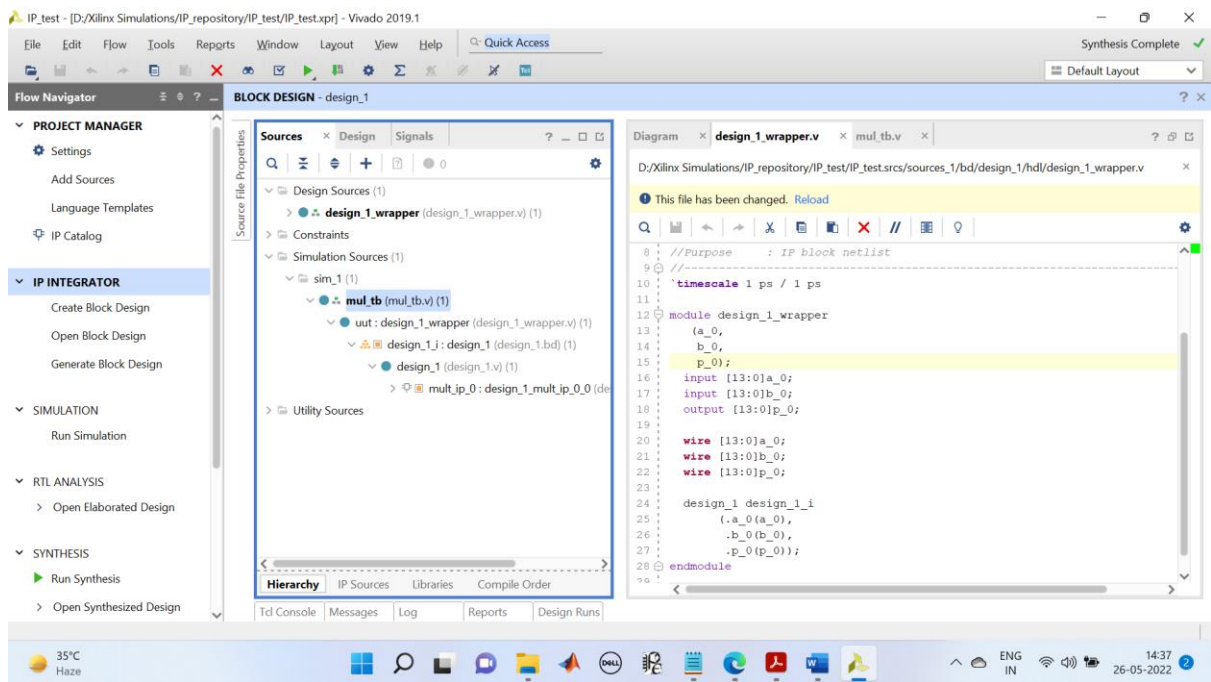 IP_test - [D:/Xilinx Simulations/IP_repository/IP_test/IP_test.xpr] - Vivado 2019.1
File Edit Flow Tools Reports Window Layout View Help Quick Access
Synthesis Complete
Default Layout
Flow Navigator
PROJECT MANAGER
Settings
Add Sources
Language Templates
IP Catalog
IP INTEGRATOR
Create Block Design
Open Block Design
Generate Block Design
SIMULATION
Run Simulation
RTL ANALYSIS
Open Elaborated Design
SYNTHESIS
Run Synthesis
Open Synthesized Design
BLOCK DESIGN - design_1
Source File Properties
Sources Design Signals
0
Design Sources (1)
design_1_wrapper (design_1_wrapper.v) (1)
Constraints
Simulation Sources (1)
sim_1 (1)
mul_tb (mul_tb.v) (1)
uut : design_1_wrapper (design_1_wrapper.v) (1)
design_1_i : design_1 (design_1.bd) (1)
design_1 (design_1.v) (1)
mult_ip_0 : design_1_mult_ip_0_0 (de
Utility Sources
Hierarchy IP Sources Libraries Compile Order
Tcl Console Messages Log Reports Design Runs
Diagram design_1_wrapper.v mul_tb.v
D:/Xilinx Simulations/IP_repository/IP_test/IP_test.srcs/sources_1/bd/design_1/hdl/design_1_wrapper.v
This file has been changed. Reload
8 //Purpose : IP block netlist
9 //--------------------------------------------------------------------------------
10 `timescale 1 ps / 1 ps
11
12 module design_1_wrapper
13 (a_0,
14 b_0,
15 p_0);
16 input [13:0]a_0;
17 input [13:0]b_0;
18 output [13:0]p_0;
19
20 wire [13:0]a_0;
21 wire [13:0]b_0;
22 wire [13:0]p_0;
23
24 design_1 design_1_i
25 (.a_0(a_0),
26 .b_0(b_0),
27 .p_0(p_0));
28 endmodule
29
35°C
Haze
DELL
ENG
IN
14:37
26-05-2022
2